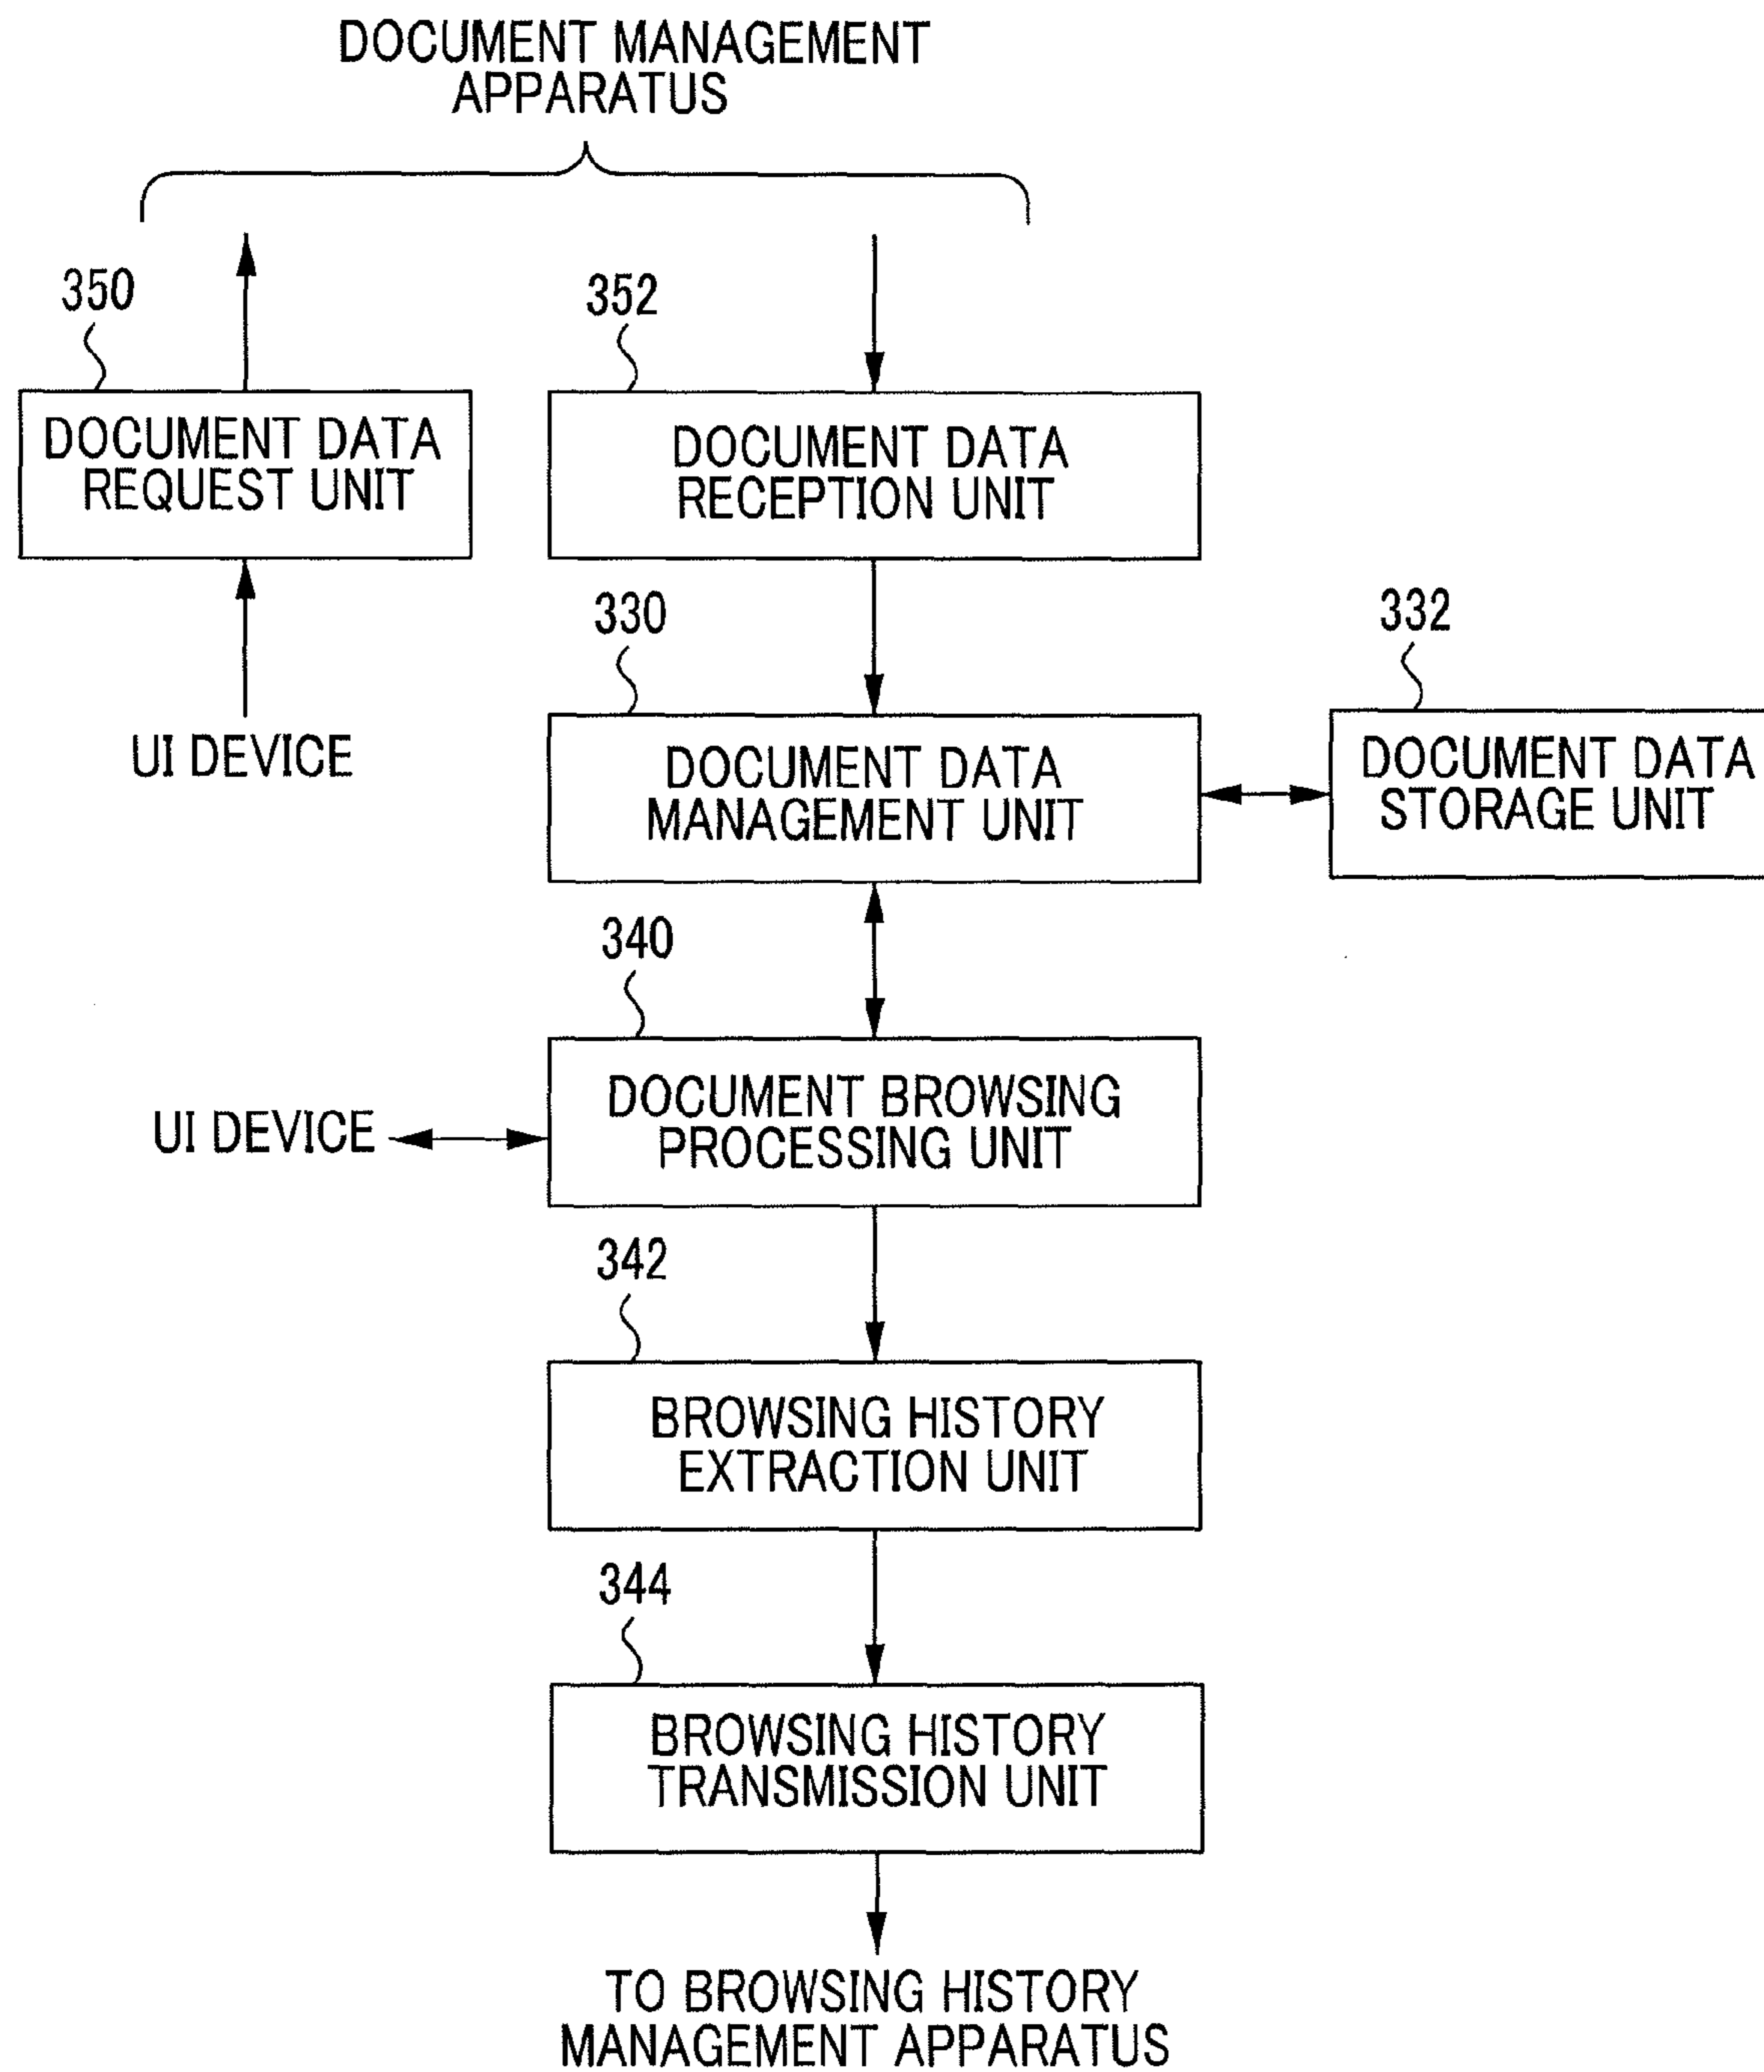 DOCUMENT MANAGEMENT
APPARATUS
350
352
DOCUMENT DATA
REQUEST UNIT
DOCUMENT DATA
RECEPTION UNIT
330
332
UI DEVICE
DOCUMENT DATA
MANAGEMENT UNIT
DOCUMENT DATA
STORAGE UNIT
340
UI DEVICE
DOCUMENT BROWSING
PROCESSING UNIT
342
BROWSING HISTORY
EXTRACTION UNIT
344
BROWSING HISTORY
TRANSMISSION UNIT
TO BROWSING HISTORY
MANAGEMENT APPARATUS